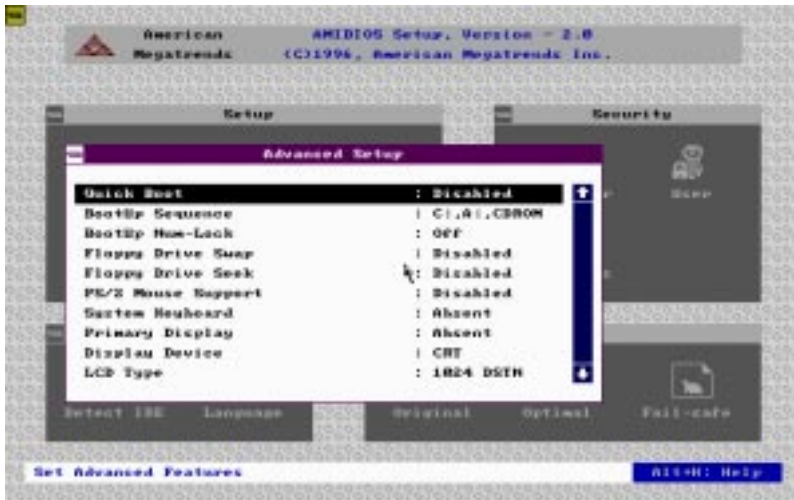 American
Megatrends
AMIBIOS Setup, Version - 2.0
(C)1996, American Megatrends Inc.
Setup
Security
Advanced Setup
Quick Boot : Disabled
BootUp Sequence : C:,A:,CDROM
BootUp Num-Lock : Off
Floppy Drive Swap : Disabled
Floppy Drive Seek : Disabled
PS/2 Mouse Support : Disabled
System Keyboard : Absent
Primary Display : Absent
Display Device : CRT
LCD Type : 1024 DSTN
User
Detect IDE
Language
Original
Optimal
Fail-safe
Set Advanced Features
Alt+H: Help